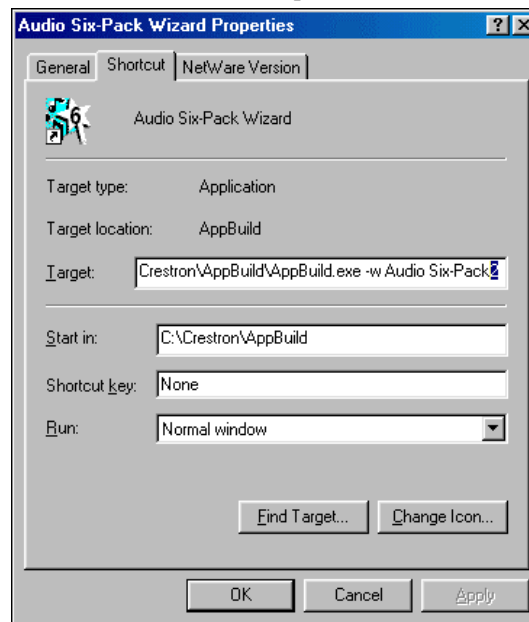 Audio Six-Pack Wizard Properties
General Shortcut NetWare Version
6
Audio Six-Pack Wizard
Target type: Application
Target location: AppBuild
Target: Crestron\AppBuild\AppBuild.exe -w Audio Six-Pack2
Start in: C:\Crestron\AppBuild
Shortcut key: None
Run: Normal window
Find Target... Change Icon...
OK Cancel Apply